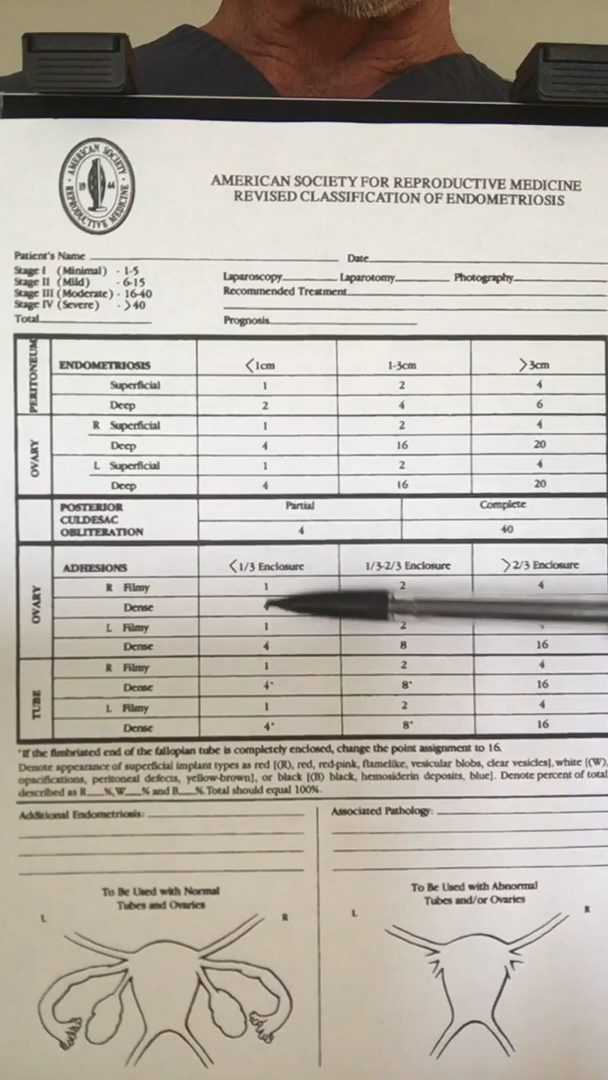 AMERICAN SOCIETY
REPRODUCTIVE MEDICINE
19 44
AMERICAN SOCIETY FOR REPRODUCTIVE MEDICINE
REVISED CLASSIFICATION OF ENDOMETRIOSIS
Patient's Name Date
Stage I (Minimal) - 1-5
Stage II (Mild) - 6-15
Stage III (Moderate) - 16-40
Stage IV (Severe) - >40
Total
Laparoscopy Laparotomy Photography
Recommended Treatment
Prognosis
PERITONEUM
ENDOMETRIOSIS <1cm 1-3cm >3cm
Superficial 1 2 4
Deep 2 4 6
OVARY
R Superficial 1 2 4
Deep 4 16 20
L Superficial 1 2 4
Deep 4 16 20
POSTERIOR
CULDESAC
OBLITERATION
Partial Complete
4 40
ADHESIONS <1/3 Enclosure 1/3-2/3 Enclosure >2/3 Enclosure
OVARY
R Filmy 1 2 4
Dense
L Filmy 1 2
Dense 4 8 16
TUBE
R Filmy 1 2 4
Dense 4* 8* 16
L Filmy 1 2 4
Dense 4* 8* 16
*If the fimbriated end of the fallopian tube is completely enclosed, change the point assignment to 16.
Denote appearance of superficial implant types as red [(R), red, red-pink, flamelike, vesicular blobs, clear vesicles], white [(W),
opacifications, peritoneal defects, yellow-brown], or black [(B) black, hemosiderin deposits, blue]. Denote percent of total
described as R___%, W___% and B___%. Total should equal 100%.
Additional Endometriosis:
Associated Pathology:
To Be Used with Normal
Tubes and Ovaries
L R
To Be Used with Abnormal
Tubes and/or Ovaries
L R